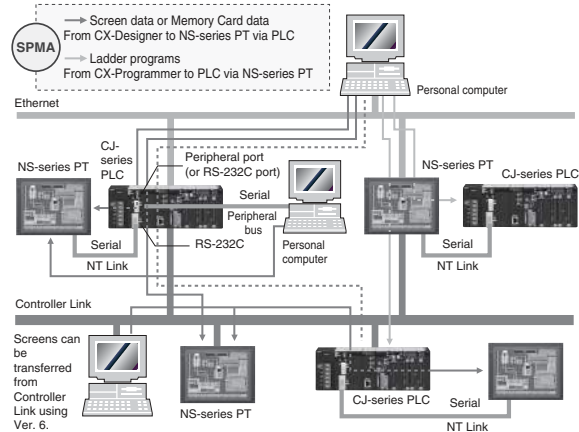 SPMA
Screen data or Memory Card data
From CX-Designer to NS-series PT via PLC
Ladder programs
From CX-Programmer to PLC via NS-series PT
Personal computer
Ethernet
CJ-
series
PLC
Peripheral port
(or RS-232C port)
NS-series PT
NS-series PT
CJ-series PLC
Serial
Peripheral
bus
Serial
RS-232C
Personal
computer
Serial
NT Link
NT Link
Controller Link
Screens can
be
transferred
from
Controller
Link using
Ver. 6.
NS-series PT
CJ-series PLC
Serial
NT Link
NS-series PT